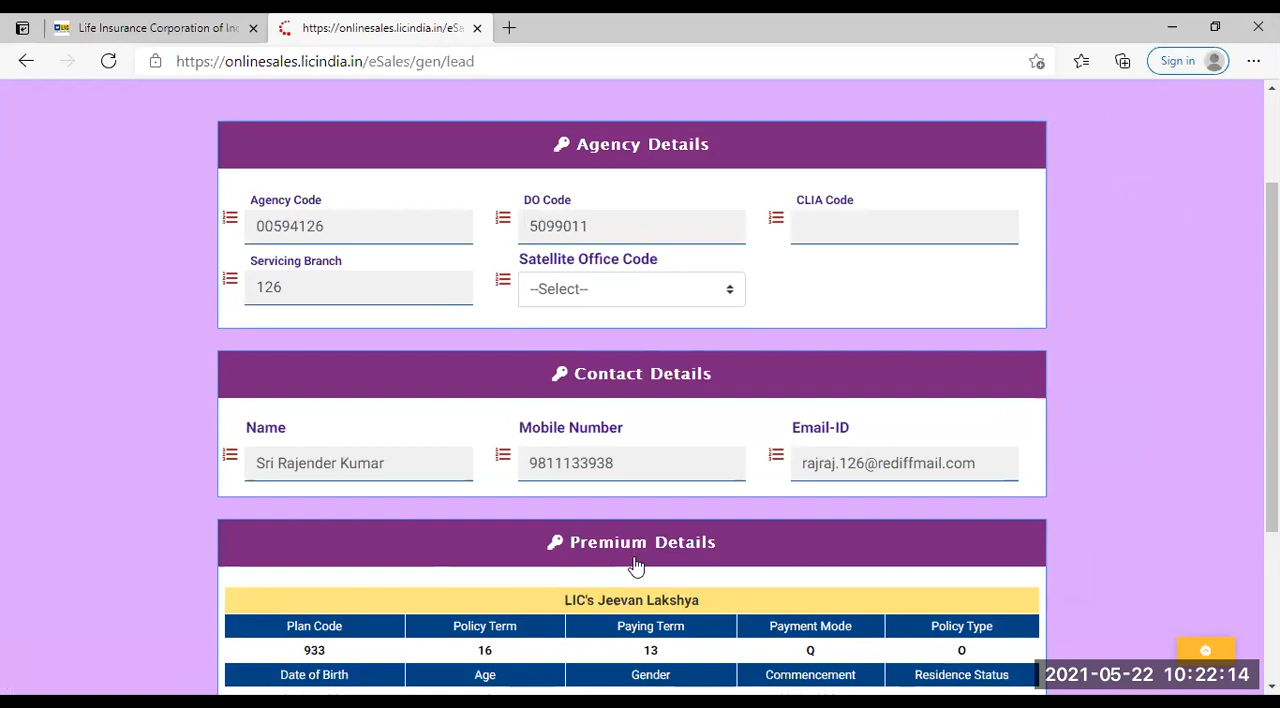 Life Insurance Corporation of In
https://onlinesales.licindia.in/eSa
https://onlinesales.licindia.in/eSales/gen/lead
Sign in
Agency Details
Agency Code
DO Code
CLIA Code
00594126
5099011
Servicing Branch
Satellite Office Code
126
--Select--
Contact Details
Name
Mobile Number
Email-ID
Sri Rajender Kumar
9811133938
rajraj.126@rediffmail.com
Premium Details
LIC's Jeevan Lakshya
Plan Code Policy Term Paying Term Payment Mode Policy Type
933 16 13 Q O
Date of Birth Age Gender Commencement Residence Status
2021-05-22 10:22:14